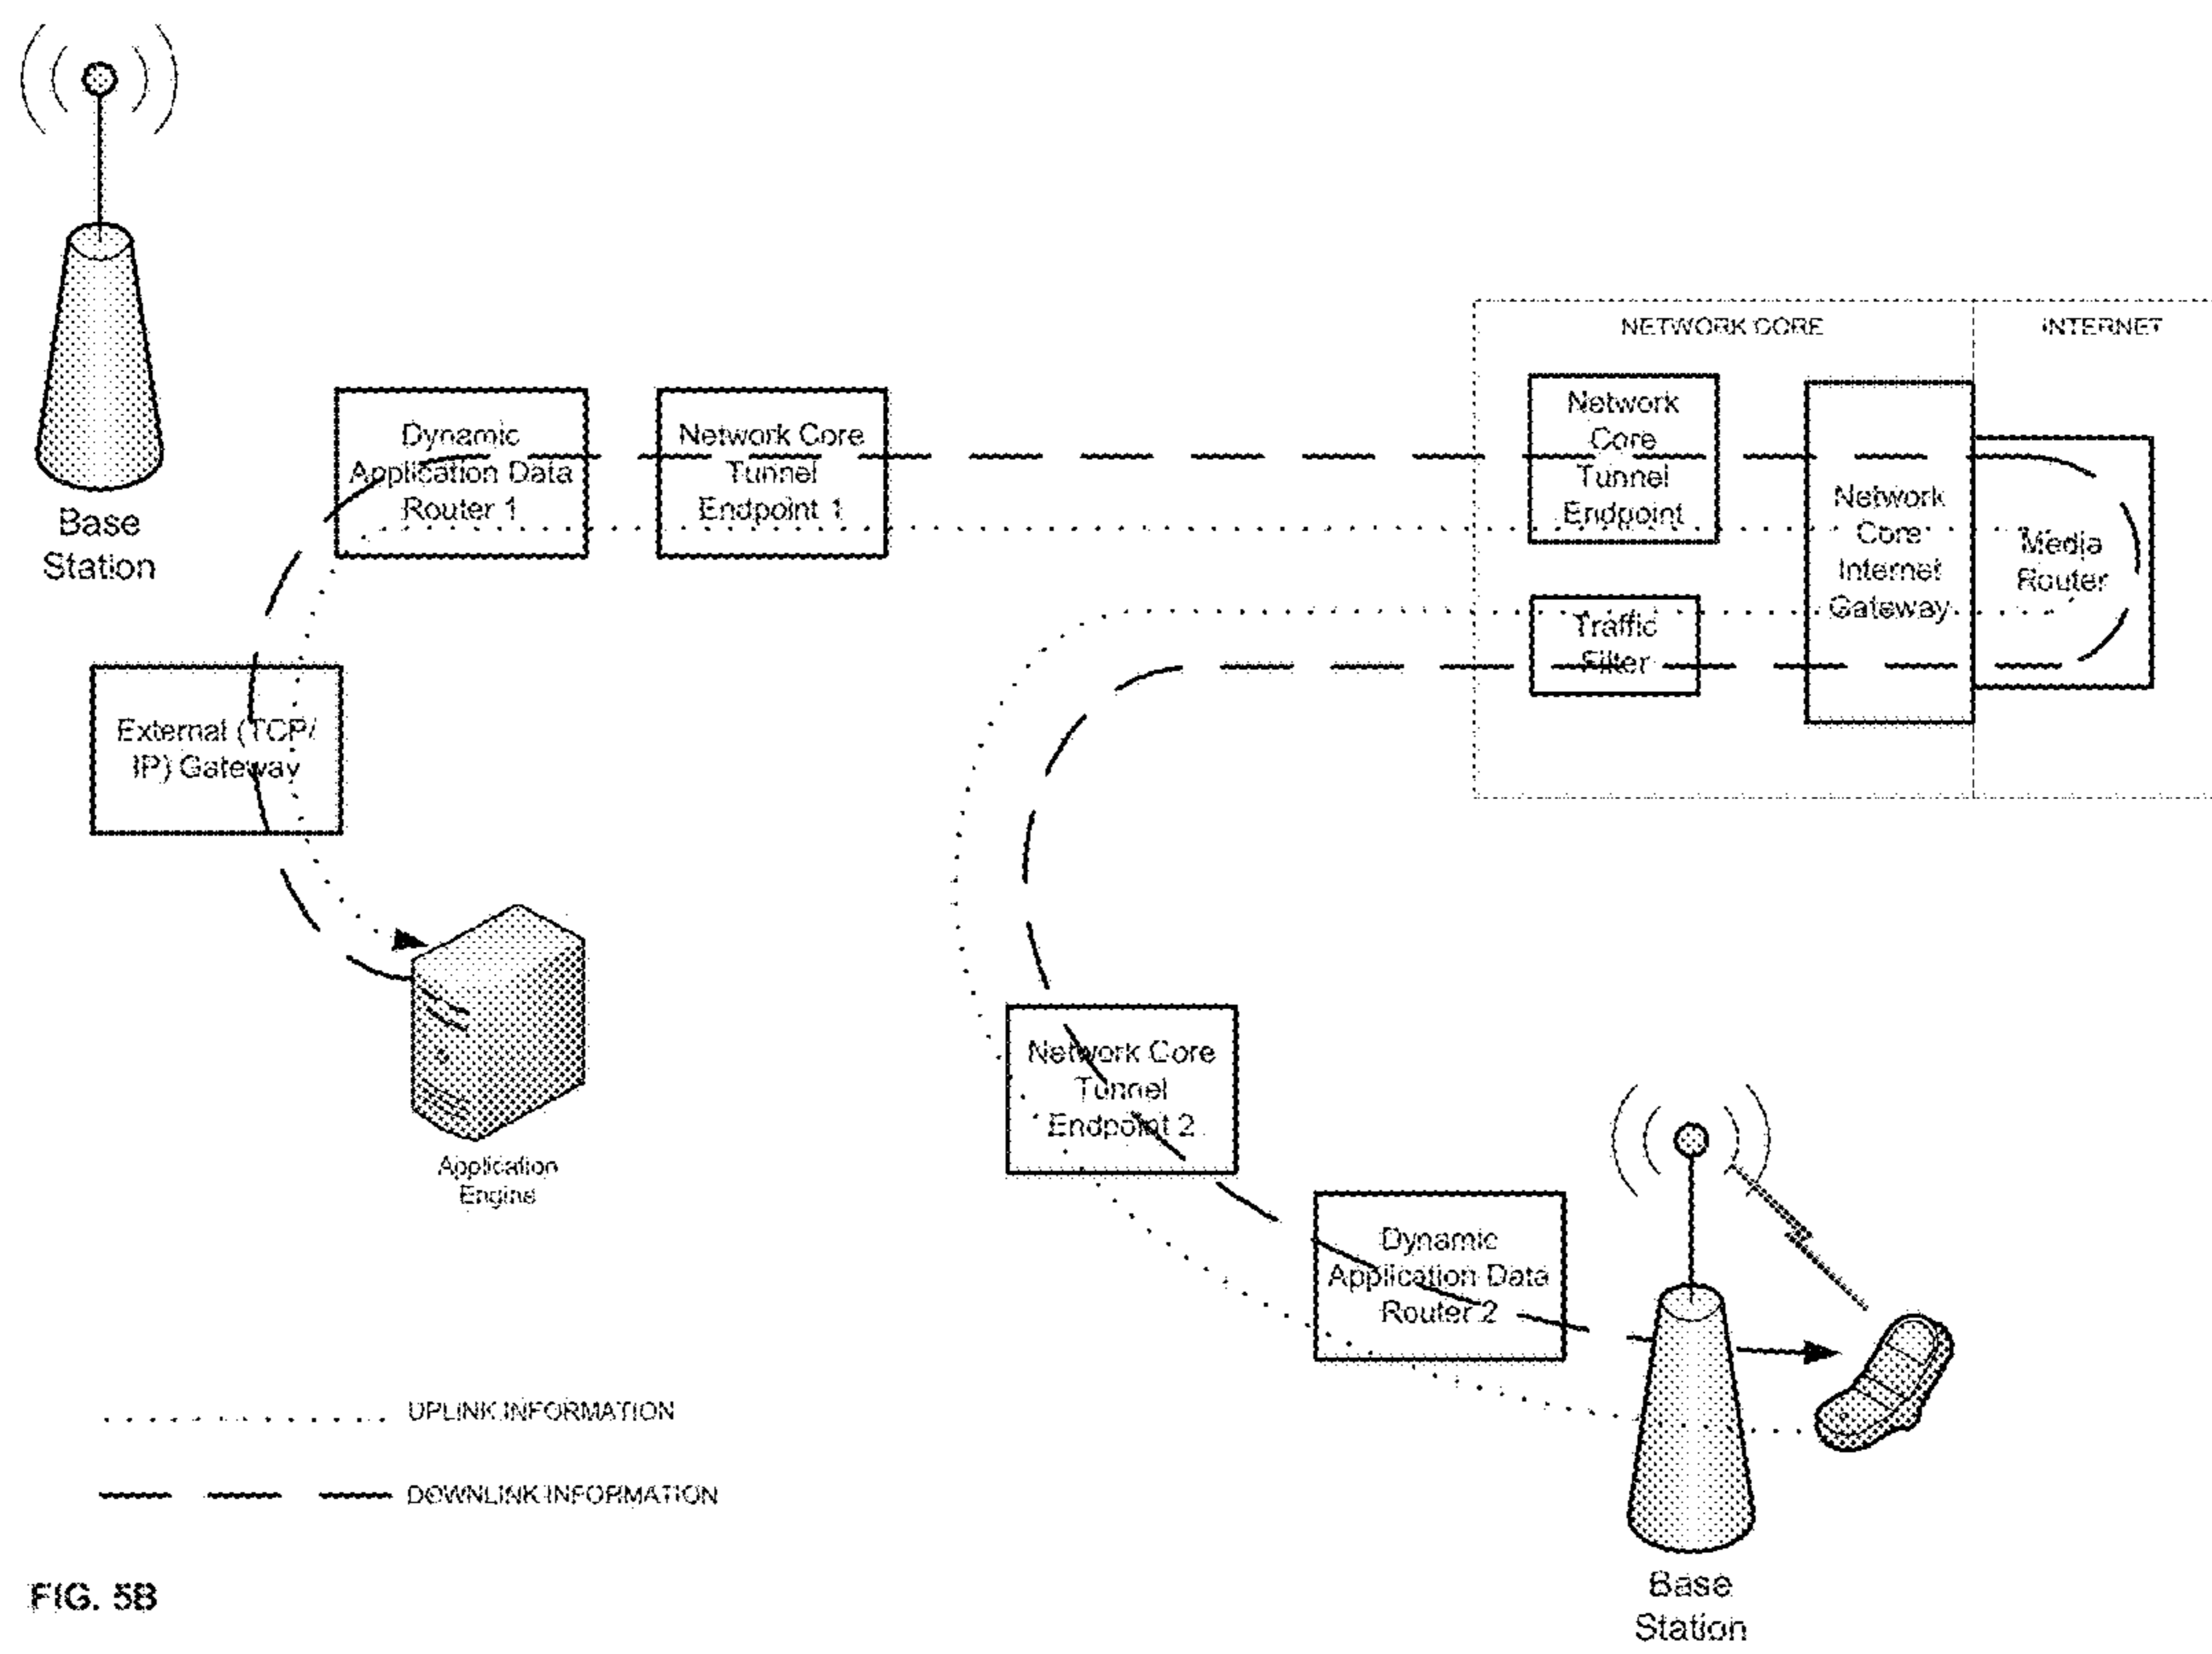 Base
Station
Dynamic
Application Data
Router 1
Network Core
Tunnel
Endpoint 1
NETWORK CORE
INTERNET
Network
Core
Tunnel
Endpoint
Network
Core
Internet
Gateway
Media
Router
Traffic
Filter
External (TCP/
IP) Gateway
Application
Engine
Network Core
Tunnel
Endpoint 2
Dynamic
Application Data
Router 2
Base
Station
UPLINK INFORMATION
DOWNLINK INFORMATION
FIG. 5B